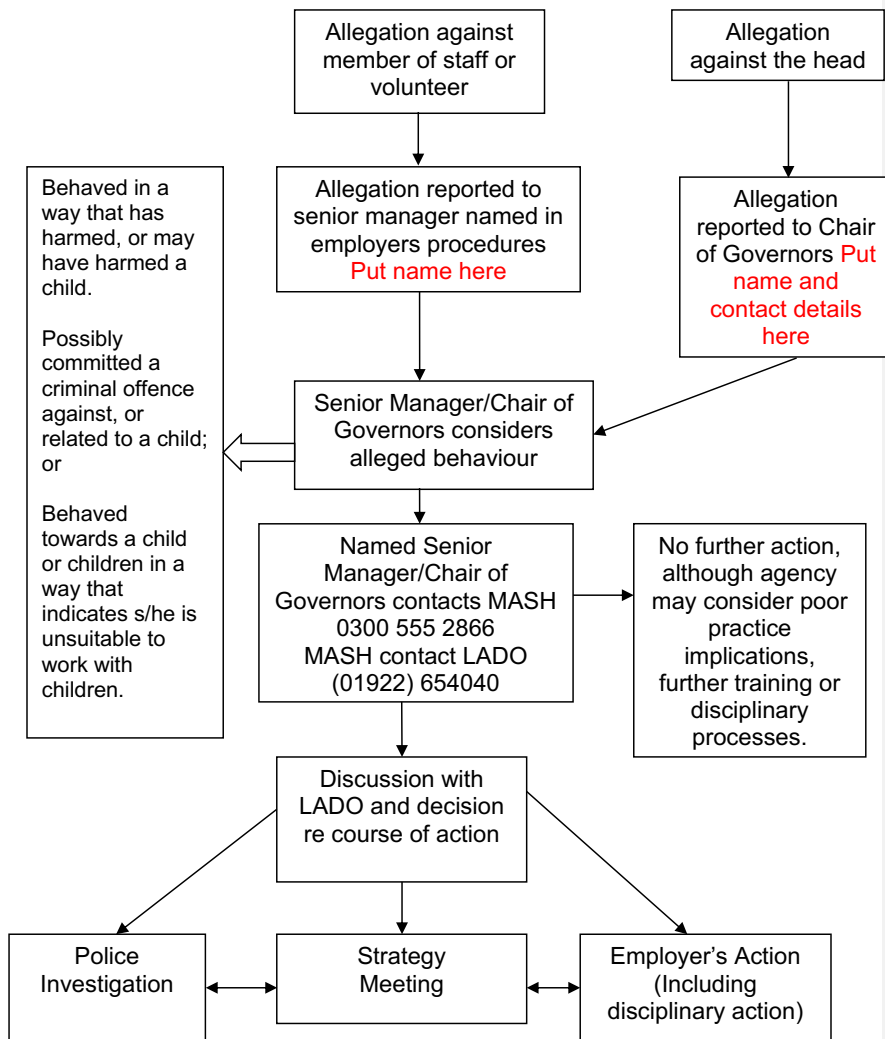 Allegation against
member of staff or
volunteer
Allegation
against the head
Behaved in a
way that has
harmed, or may
have harmed a
child.
Possibly
committed a
criminal offence
against, or
related to a child;
or
Behaved
towards a child
or children in a
way that
indicates s/he is
unsuitable to
work with
children.
Allegation reported to
senior manager named in
employers procedures
Put name here
Allegation
reported to Chair
of Governors Put
name and
contact details
here
Senior Manager/Chair of
Governors considers
alleged behaviour
Named Senior
Manager/Chair of
Governors contacts MASH
0300 555 2866
MASH contact LADO
(01922) 654040
No further action,
although agency
may consider poor
practice
implications,
further training or
disciplinary
processes.
Discussion with
LADO and decision
re course of action
Police
Investigation
Strategy
Meeting
Employer’s Action
(Including
disciplinary action)